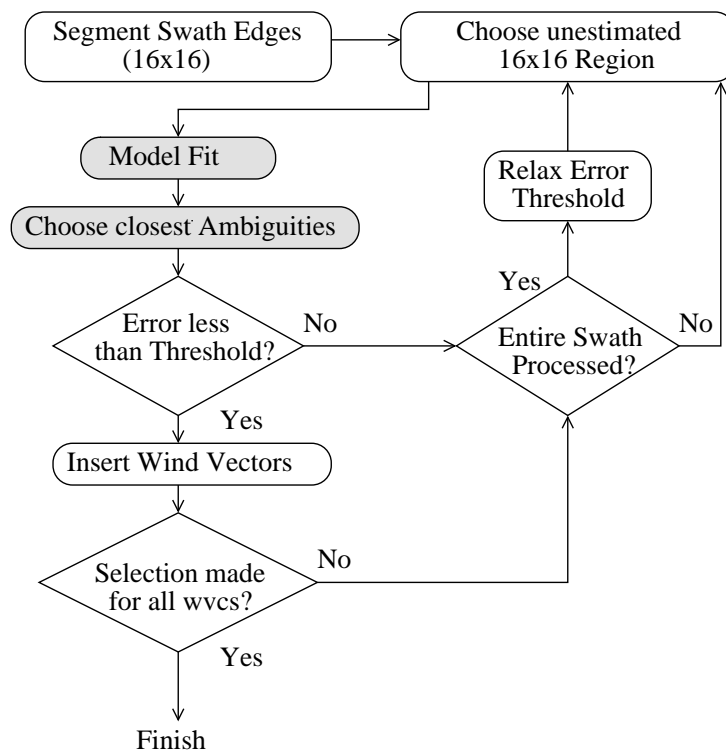 Segment Swath Edges
(16x16)
Choose unestimated
16x16 Region
Model Fit
Relax Error
Threshold
Choose closest Ambiguities
Yes
Error less
than Threshold?
No
Entire Swath
Processed?
No
Yes
Insert Wind Vectors
No
Selection made
for all wvcs?
Yes
Finish